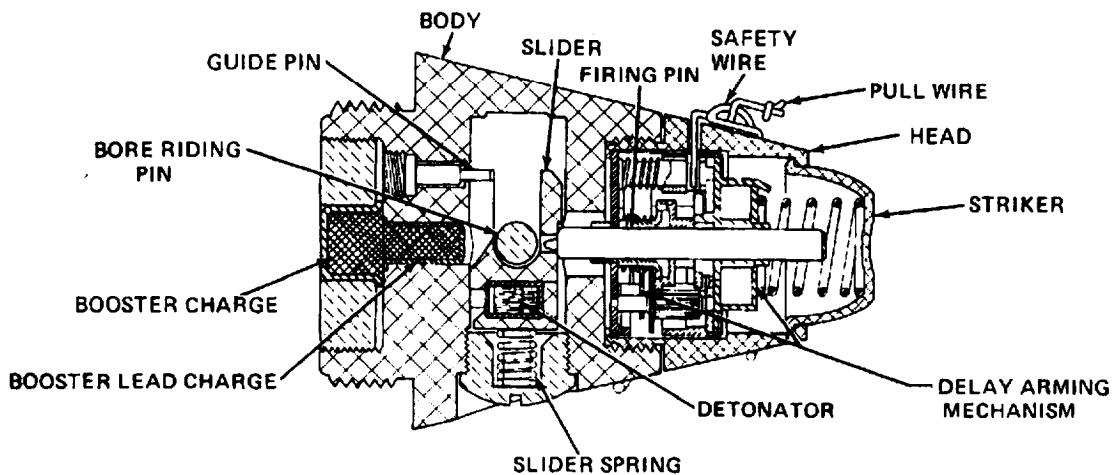 BODY
GUIDE PIN
SLIDER
FIRING PIN
SAFETY
WIRE
PULL WIRE
HEAD
BORE RIDING
PIN
STRIKER
BOOSTER CHARGE
BOOSTER LEAD CHARGE
DETONATOR
DELAY ARMING
MECHANISM
SLIDER SPRING